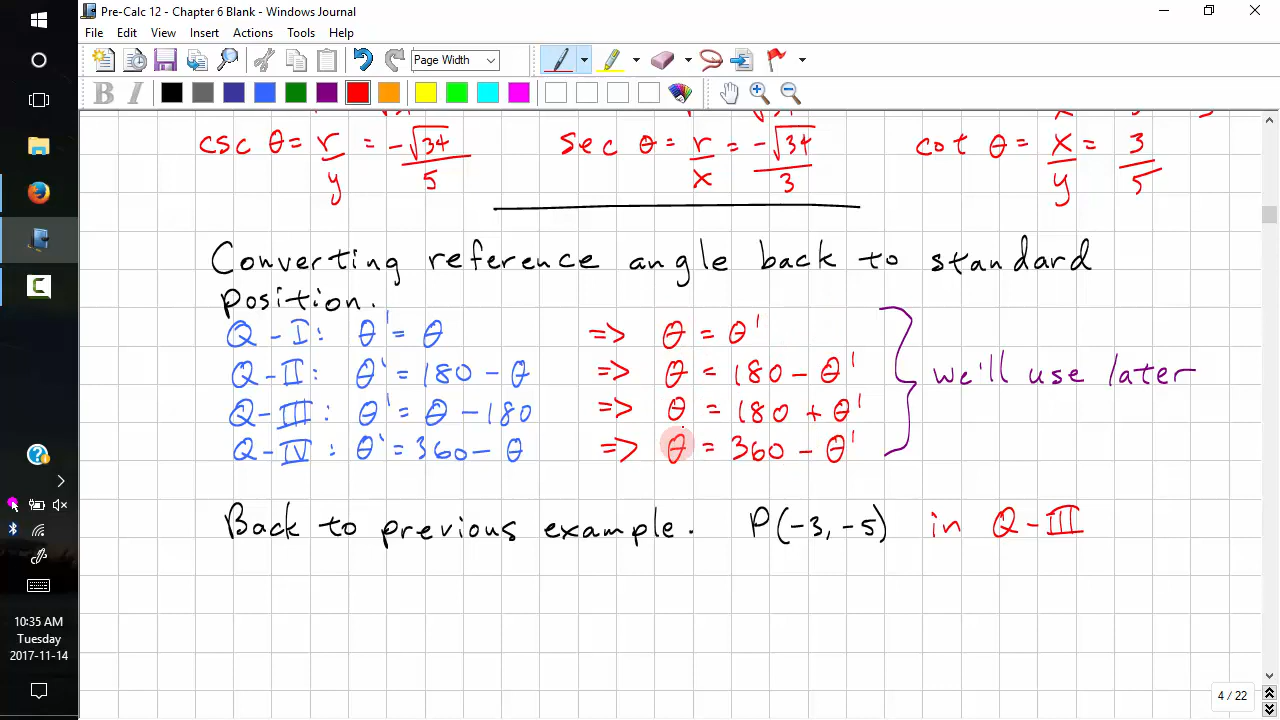 Pre-Calc 12 - Chapter 6 Blank - Windows Journal
File Edit View Insert Actions Tools Help
Page Width
B I
csc θ = r/y = -√34/5 sec θ = r/x = -√34/3 cot θ = x/y = 3/5
Converting reference angle back to standard
position.
Q-I: θ' = θ => θ = θ'
Q-II: θ' = 180 - θ => θ = 180 - θ'
we'll use later
Q-III: θ' = θ - 180 => θ = 180 + θ'
Q-IV: θ' = 360 - θ => θ = 360 - θ'
Back to previous example. P(-3, -5) in Q-III
10:35 AM
Tuesday
2017-11-14
4 / 22